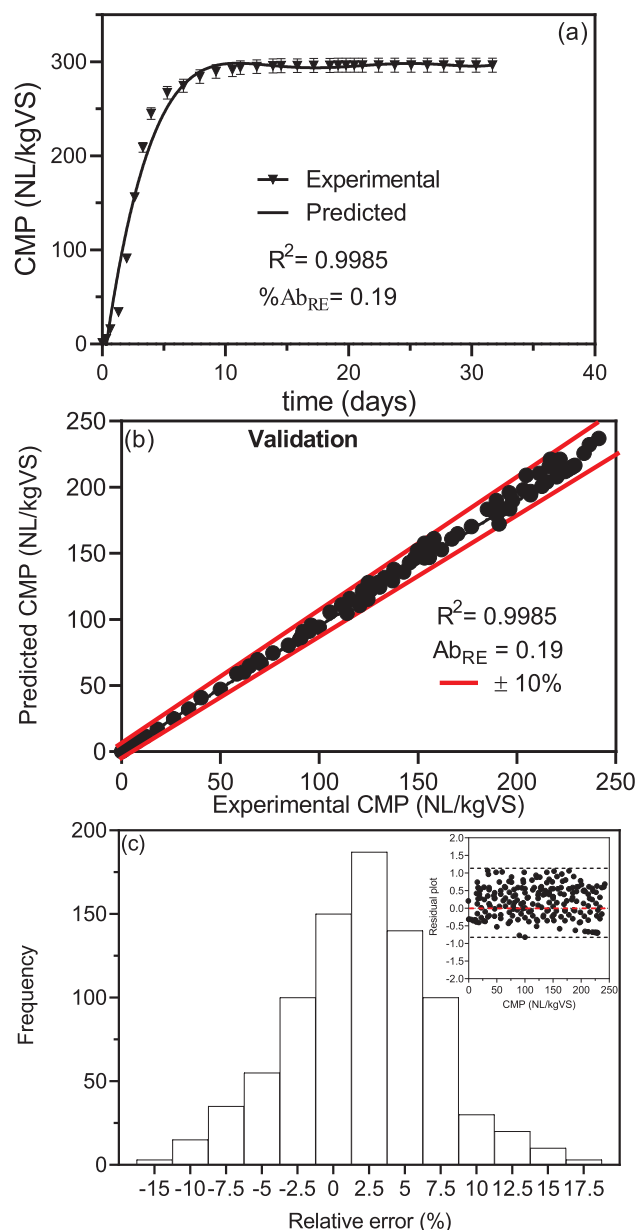 (a)
400
300
200
100
0
CMP (NL/kgVS)
Experimental
Predicted
R²= 0.9985
%Ab_RE= 0.19
0 10 20 30 40
time (days)
(b) Validation
250
200
150
100
50
0
Predicted CMP (NL/kgVS)
R²= 0.9985
Ab_RE = 0.19
± 10%
0 50 100 150 200 250
Experimental CMP (NL/kgVS)
(c)
200
150
100
50
0
Frequency
2.0
1.5
1.0
0.5
0.0
-0.5
-1.0
-1.5
-2.0
Residual plot
0 50 100 150 200 250
CMP (NL/kgVS)
-15 -10 -7.5 -5 -2.5 0 2.5 5 7.5 10 12.5 15 17.5
Relative error (%)